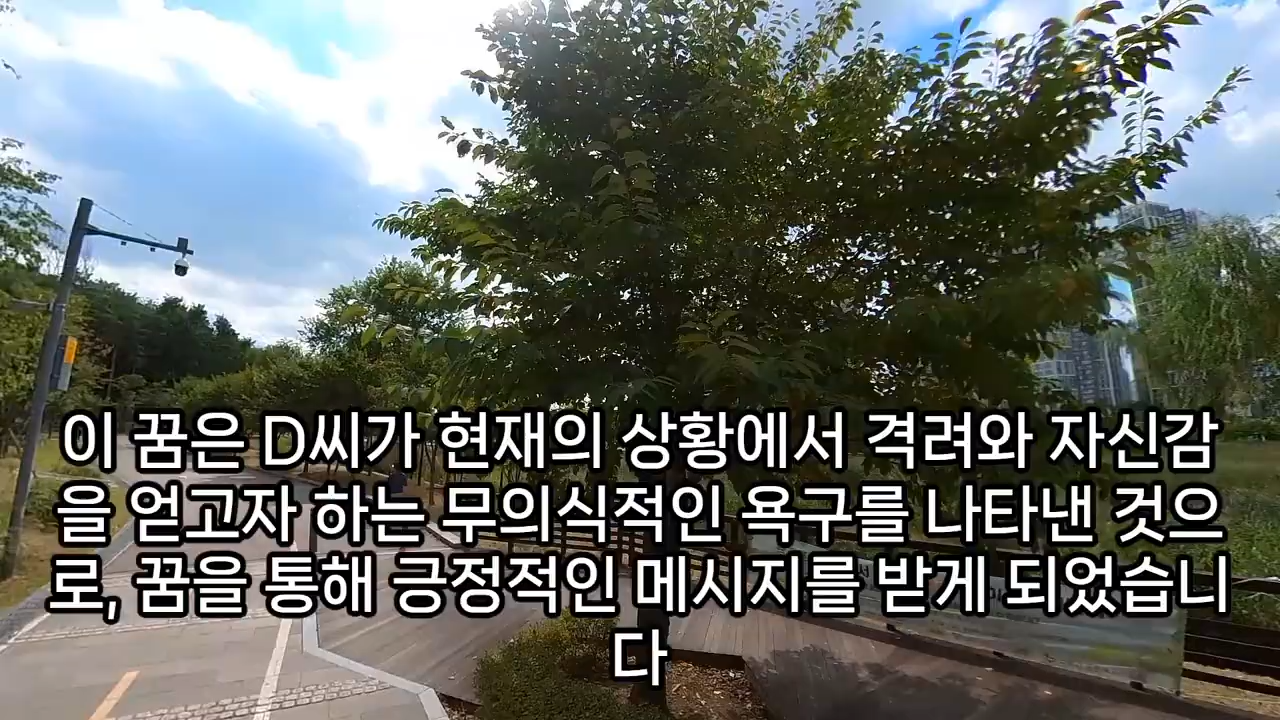 이 꿈은 D씨가 현재의 상황에서 격려와 자신감
을 얻고자 하는 무의식적인 욕구를 나타낸 것으
로, 꿈을 통해 긍정적인 메시지를 받게 되었습니
다